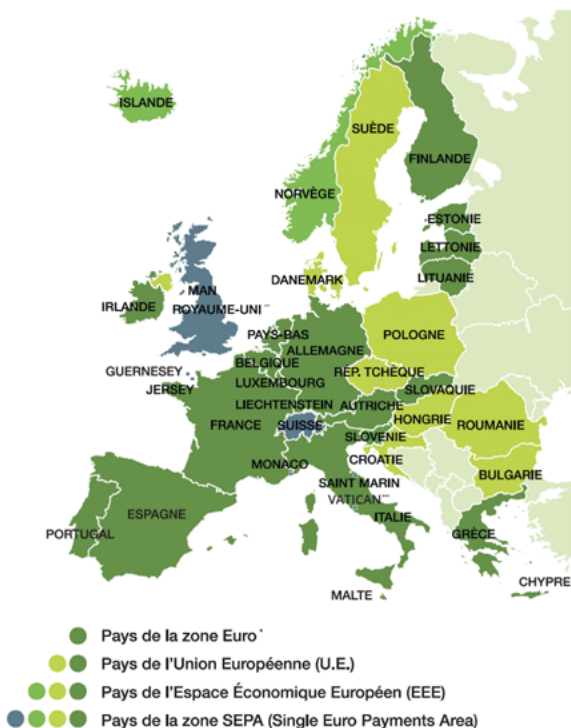 ISLANDE
SUÈDE
FINLANDE
NORVÈGE
ESTONIE
LETTONIE
LITUANIE
DANEMARK
MAN
IRLANDE
ROYAUME-UNI **
PAYS-BAS
POLOGNE
ALLEMAGNE
GUERNESEY
BELGIQUE
RÉP. TCHÈQUE
JERSEY
LUXEMBOURG
SLOVAQUIE
LIECHTENSTEIN
AUTRICHE
FRANCE
SUISSE
HONGRIE
ROUMANIE
SLOVENIE
MONACO
CROATIE
BULGARIE
SAINT MARIN
VATICAN***
ESPAGNE
ITALIE
PORTUGAL
GRÈCE
CHYPRE
MALTE
Pays de la zone Euro*
Pays de l'Union Européenne (U.E.)
Pays de l'Espace Économique Européen (EEE)
Pays de la zone SEPA (Single Euro Payments Area)